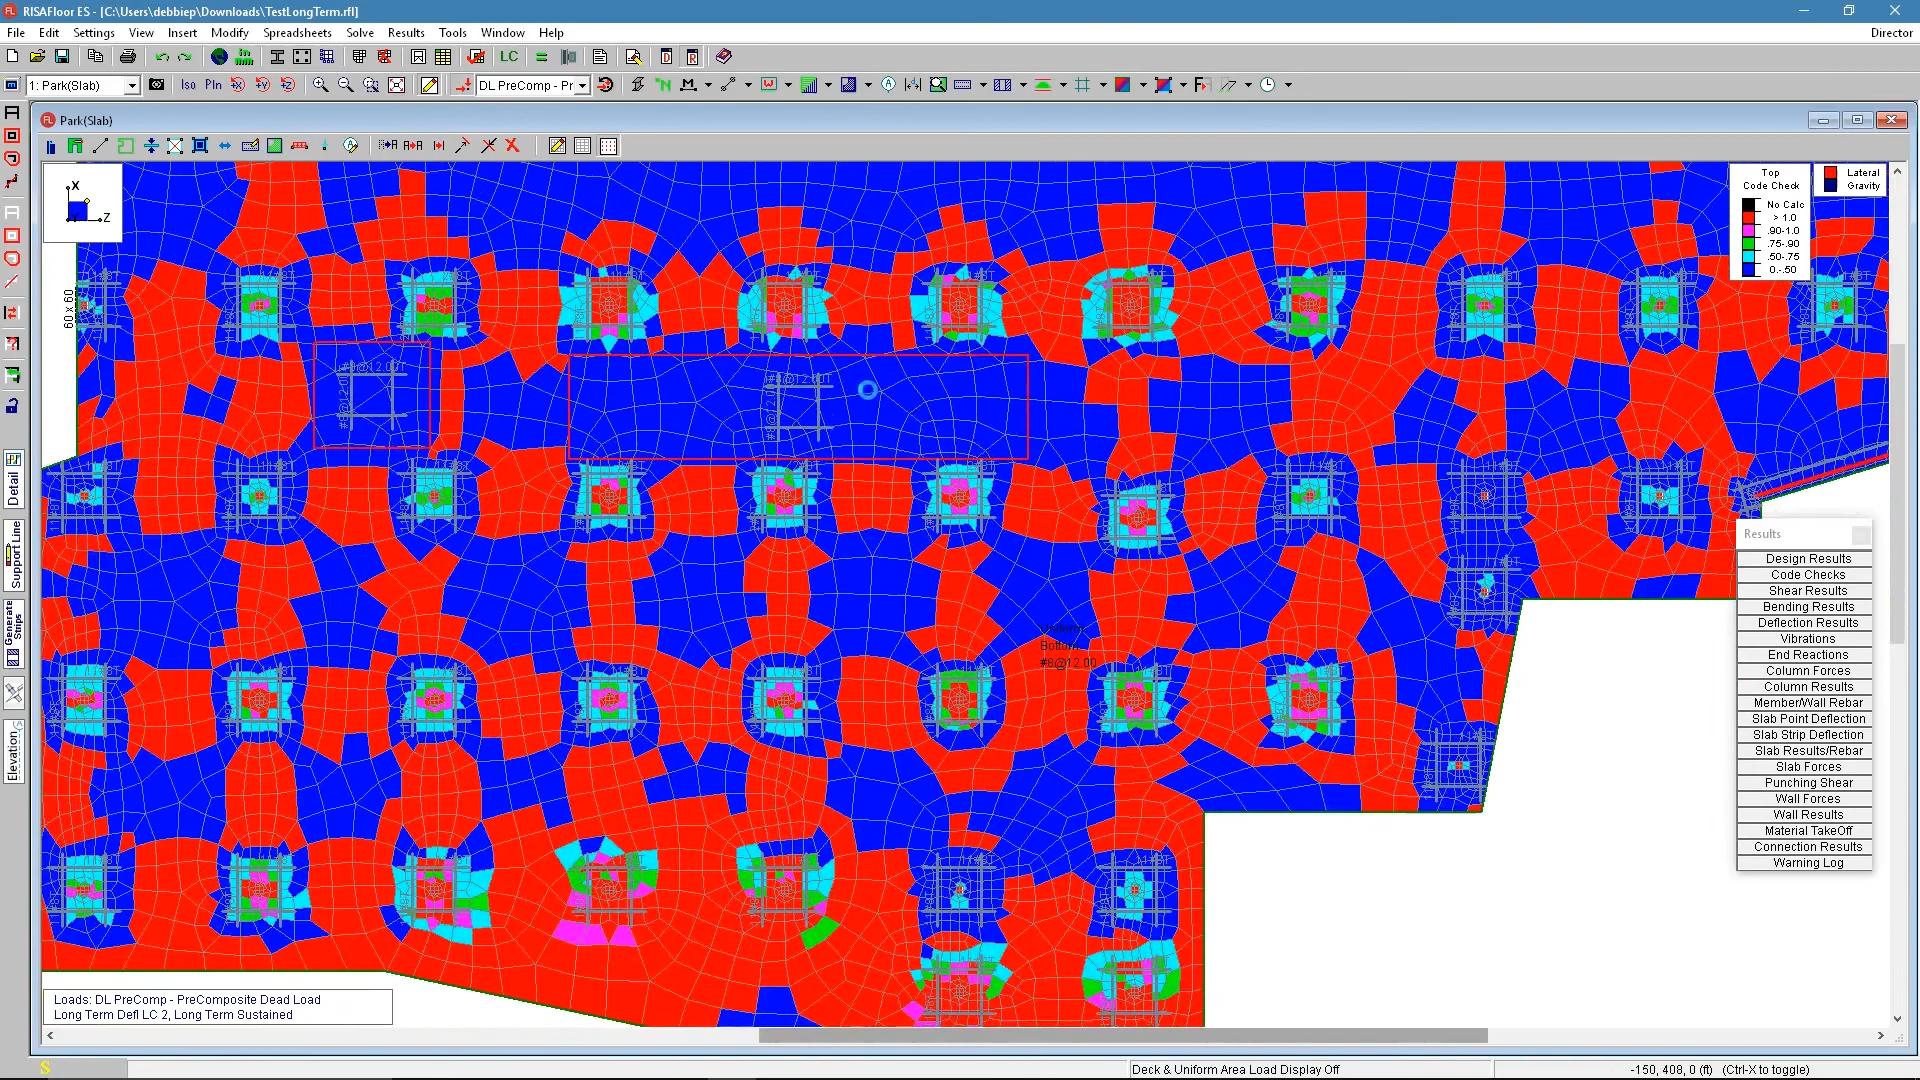 RISAFloor ES - [C:\Users\debbiep\Downloads\TestLongTerm.rfl]
File Edit Settings View Insert Modify Spreadsheets Solve Results Tools Window Help
Director
LC
D R
1: Park(Slab)
Iso Pln
DL PreComp - Pr
Park(Slab)
X
Y
Z
60 x 60
Top
Code Check
No Calc
> 1.0
.90-1.0
.75-.90
.50-.75
0.-.50
Lateral
Gravity
Detail
Support Line
Generate
Strips
Elevation
Uniform
Bottom
#8@12.00
Results
Design Results
Code Checks
Shear Results
Bending Results
Deflection Results
Vibrations
End Reactions
Column Forces
Column Results
Member/Wall Rebar
Slab Point Deflection
Slab Strip Deflection
Slab Results/Rebar
Slab Forces
Punching Shear
Wall Forces
Wall Results
Material TakeOff
Connection Results
Warning Log
Loads: DL PreComp - PreComposite Dead Load
Long Term Defl LC 2, Long Term Sustained
S
Deck & Uniform Area Load Display Off
-150, 408, 0 (ft) (Ctrl-X to toggle)